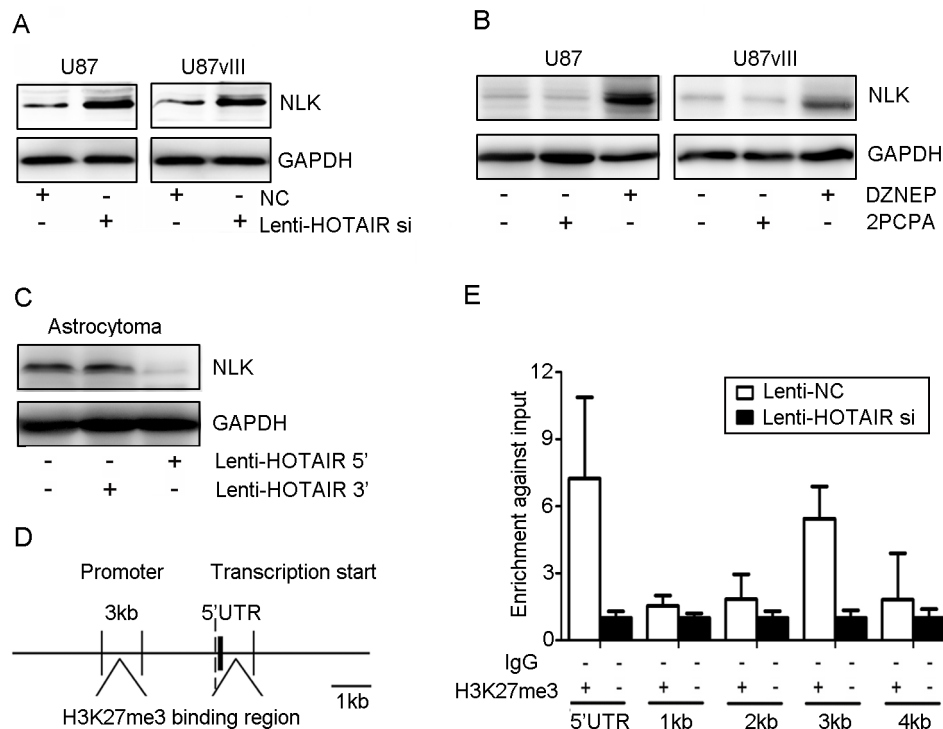 A
U87 U87vIII
NLK
GAPDH
+ - + - NC
- + - + Lenti-HOTAIR si
B
U87 U87vIII
NLK
GAPDH
- - + - - + DZNEP
- + - - + - 2PCPA
C
Astrocytoma
NLK
GAPDH
- - + Lenti-HOTAIR 5’
- + - Lenti-HOTAIR 3’
D
Promoter Transcription start
3kb 5’UTR
1kb
H3K27me3 binding region
E
Enrichment against input
12
9
6
3
0
Lenti-NC
Lenti-HOTAIR si
IgG - - - - - - - - - -
H3K27me3 + - + - + - + - + -
5'UTR 1kb 2kb 3kb 4kb